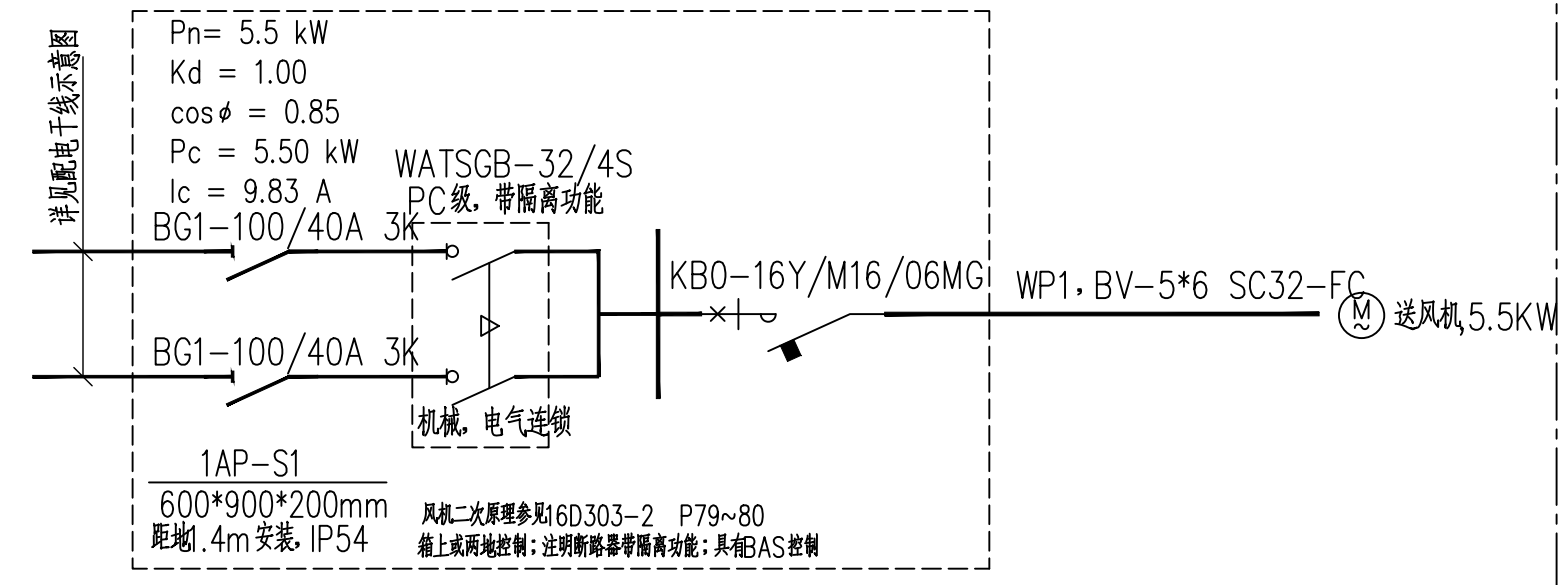 详见配电干线示意图
Pn= 5.5 kW
Kd = 1.00
cosϕ = 0.85
Pc = 5.50 kW
Ic = 9.83 A
WATSGB-32/4S
PC级，带隔离功能
BG1-100/40A 3K
KB0-16Y/M16/06MG
WP1，BV-5*6 SC32-FC
M
~
送风机,5.5KW
BG1-100/40A 3K
机械，电气连锁
1AP-S1
600*900*200mm
距地1.4m安装，IP54
风机二次原理参见16D303-2 P79~80
箱上或两地控制；注明断路器带隔离功能；具有BAS控制